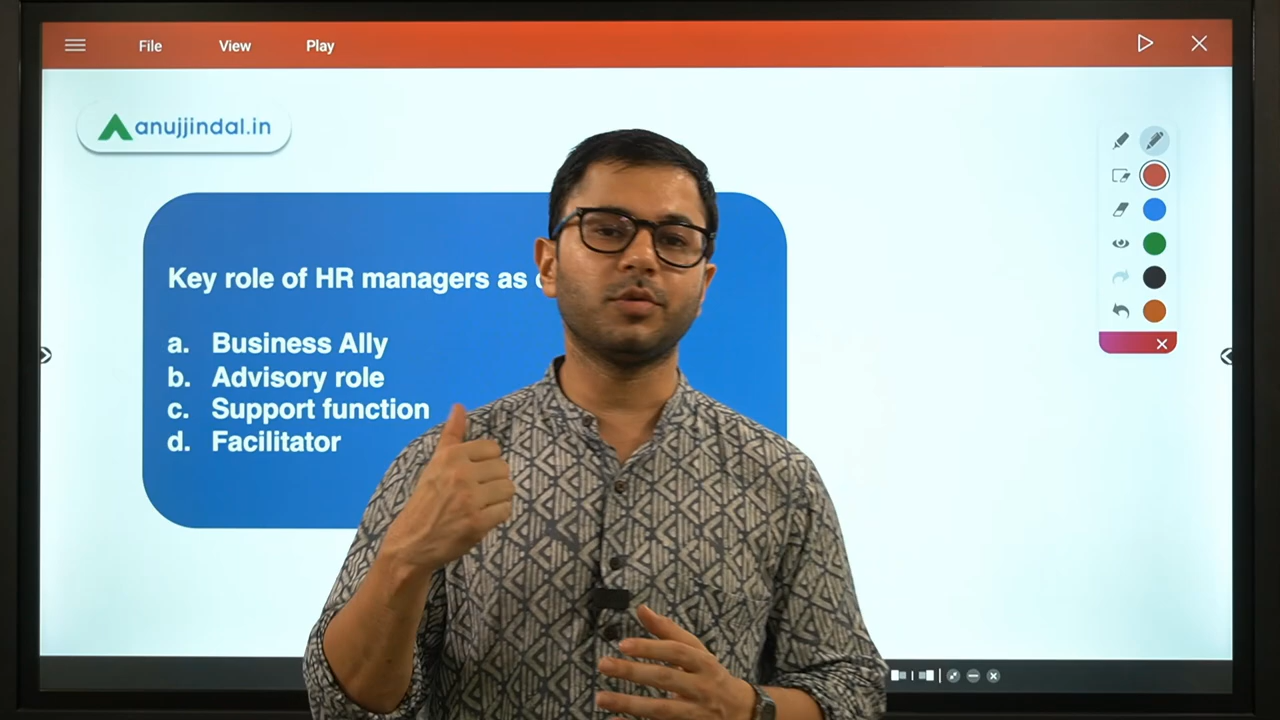 File View Play
anujjindal.in
Key role of HR managers as
a. Business Ally
b. Advisory role
c. Support function
d. Facilitator